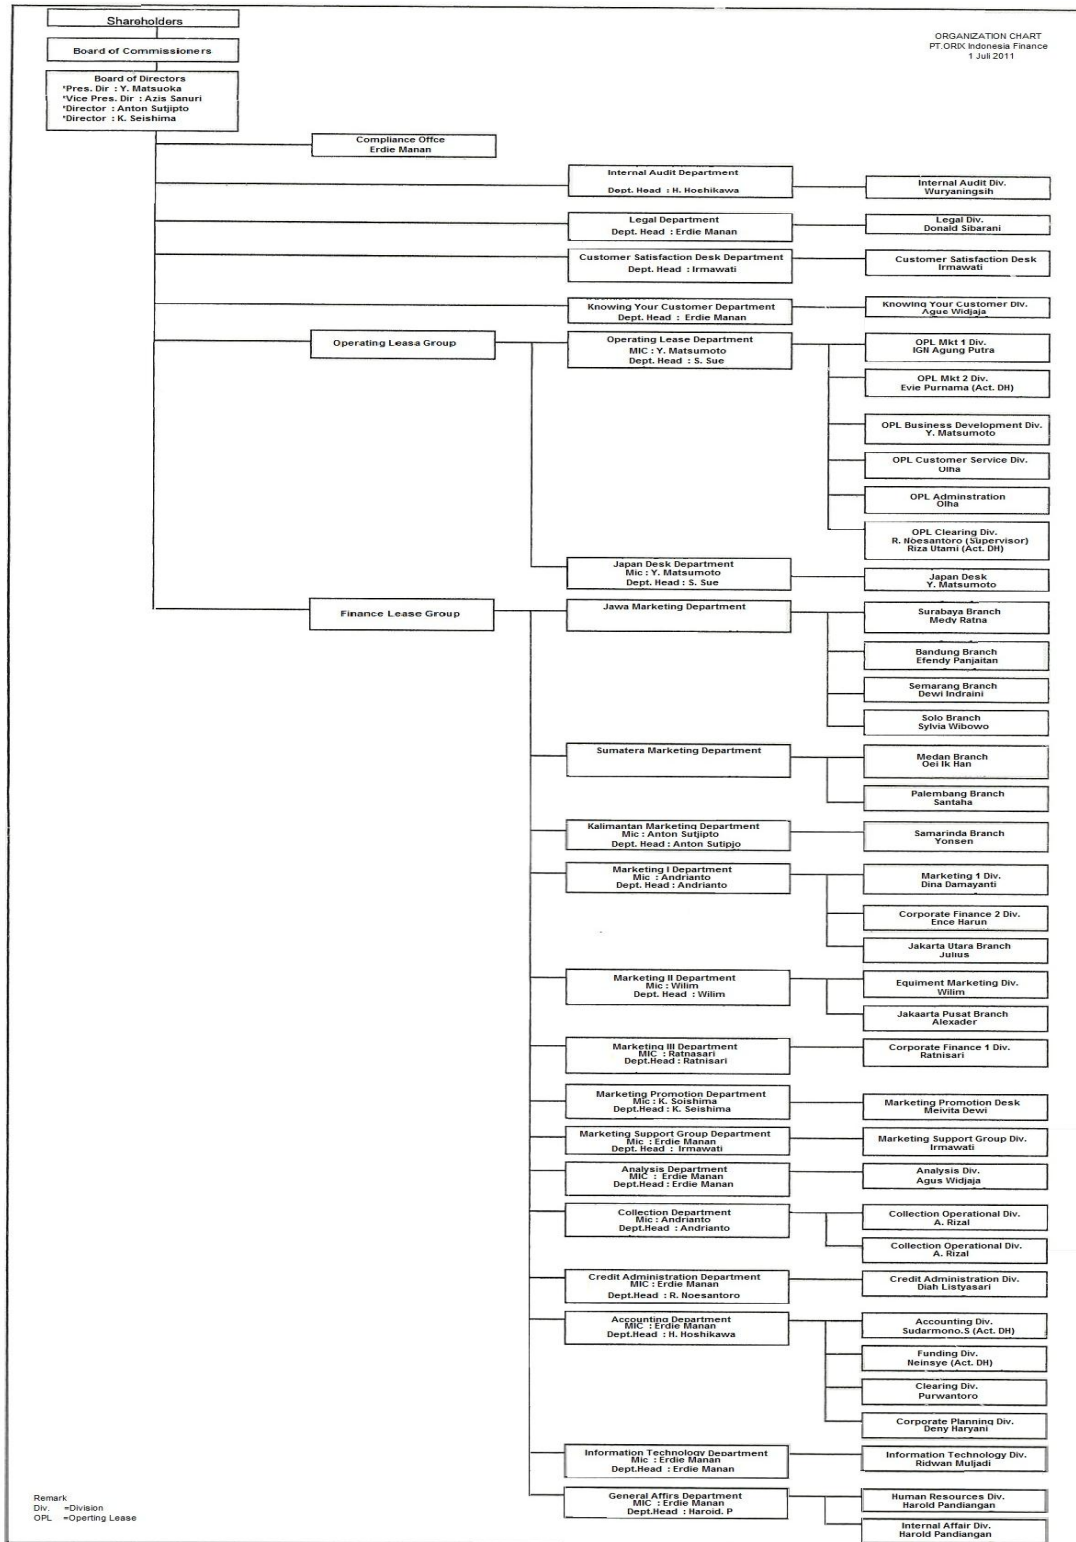 Shareholders
ORGANIZATION CHART
PT.ORIX Indonesia Finance
1 Juli 2011
Board of Commissioners
Board of Directors
*Pres. Dir : Y. Matsuoka
*Vice Pres. Dir : Azis Sanuri
*Director : Anton Sutjipto
*Director : K. Seishima
Compliance Offce
Erdie Manan
Internal Audit Department
Dept. Head : H. Hoshikawa
Internal Audit Div.
Wuryaningsih
Legal Department
Dept. Head : Erdie Manan
Legal Div.
Donald Sibarani
Customer Satisfaction Desk Department
Dept. Head : Irmawati
Customer Satisfaction Desk
Irmawati
Knowing Your Customer Department
Dept. Head : Erdie Manan
Knowing Your Customer Div.
Ague Widjaja
Operating Leasa Group
Operating Lease Department
MIC : Y. Matsumoto
Dept. Head : S. Sue
OPL Mkt 1 Div.
IGN Agung Putra
OPL Mkt 2 Div.
Evie Purnama (Act. DH)
OPL Business Development Div.
Y. Matsumoto
OPL Customer Service Div.
Olha
OPL Adminstration
Olha
OPL Clearing Div.
R. Noesantoro (Supervisor)
Riza Utami (Act. DH)
Japan Desk Department
Mic : Y. Matsumoto
Dept. Head : S. Sue
Japan Desk
Y. Matsumoto
Finance Lease Group
Jawa Marketing Department
Surabaya Branch
Medy Ratna
Bandung Branch
Efendy Panjaitan
Semarang Branch
Dewi Indraini
Solo Branch
Sylvia Wibowo
Sumatera Marketing Department
Medan Branch
Oei Ik Han
Palembang Branch
Santaha
Kalimantan Marketing Department
Mic : Anton Sutjipto
Dept. Head : Anton Sutipjo
Samarinda Branch
Yonsen
Marketing I Department
Mic : Andrianto
Dept. Head : Andrianto
Marketing 1 Div.
Dina Damayanti
Corporate Finance 2 Div.
Ence Harun
Jakarta Utara Branch
Julius
Marketing II Department
Mic : Wilim
Dept. Head : Wilim
Equiment Marketing Div.
Wilim
Jakaarta Pusat Branch
Alexader
Marketing III Department
MIC : Ratnasari
Dept.Head : Ratnisari
Corporate Finance 1 Div.
Ratnisari
Marketing Promotion Department
Mic : K. Soishima
Dept.Head : K. Seishima
Marketing Promotion Desk
Meivita Dewi
Marketing Support Group Department
Mic : Erdie Manan
Dept. Head : Irmawati
Marketing Support Group Div.
Irmawati
Analysis Department
MIC : Erdie Manan
Dept.Head : Erdie Manan
Analysis Div.
Agus Widjaja
Collection Department
Mic : Andrianto
Dept.Head : Andrianto
Collection Operational Div.
A. Rizal
Collection Operational Div.
A. Rizal
Credit Administration Department
MIC : Erdie Manan
Dept.Head : R. Noesantoro
Credit Administration Div.
Diah Listyasari
Accounting Department
MIC : Erdie Manan
Dept.Head : H. Hoshikawa
Accounting Div.
Sudarmono.S (Act. DH)
Funding Div.
Neinsye (Act. DH)
Clearing Div.
Purwantoro
Corporate Planning Div.
Deny Haryani
Information Technology Department
Mic : Erdie Manan
Dept.Head : Erdie Manan
Information Technology Div.
Ridwan Muljadi
General Affirs Department
MIC : Erdie Manan
Dept.Head : Haroid. P
Human Resources Div.
Harold Pandiangan
Internal Affair Div.
Harold Pandiangan
Remark
Div. =Division
OPL =Operting Lease